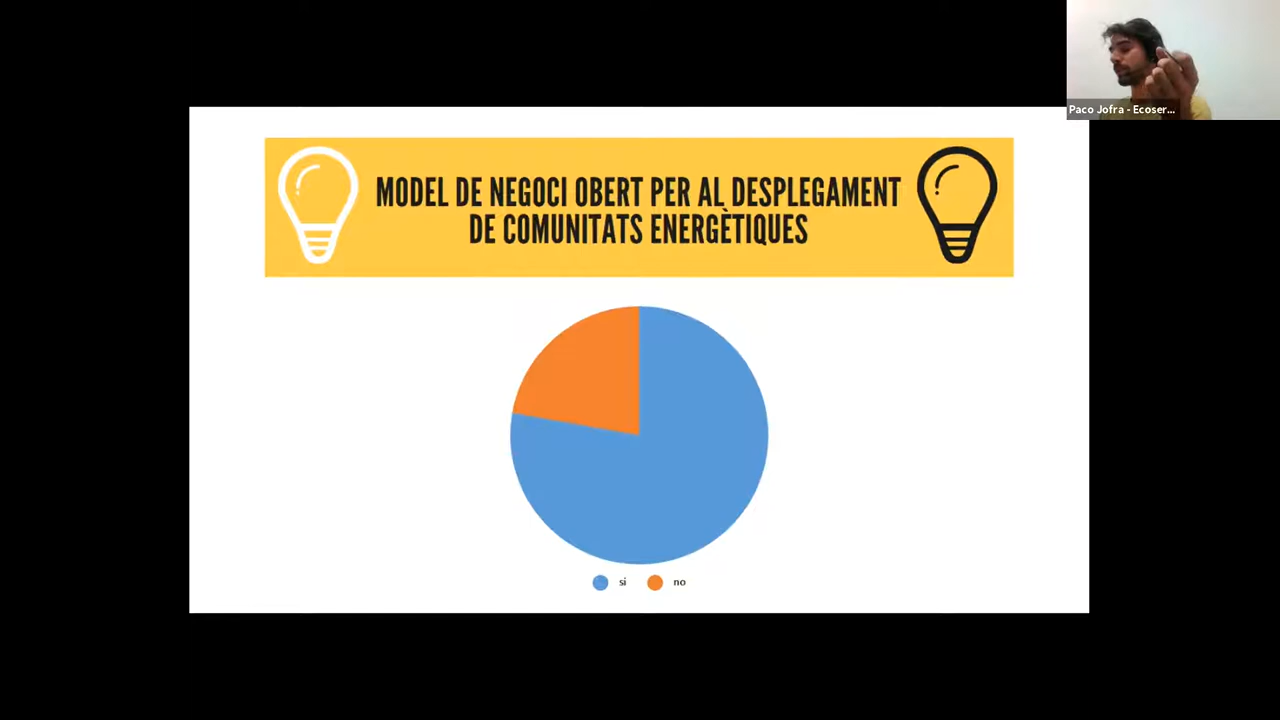 Paco Jofra - Ecoser...
MODEL DE NEGOCI OBERT PER AL DESPLEGAMENT
DE COMUNITATS ENERGÈTIQUES
si
no